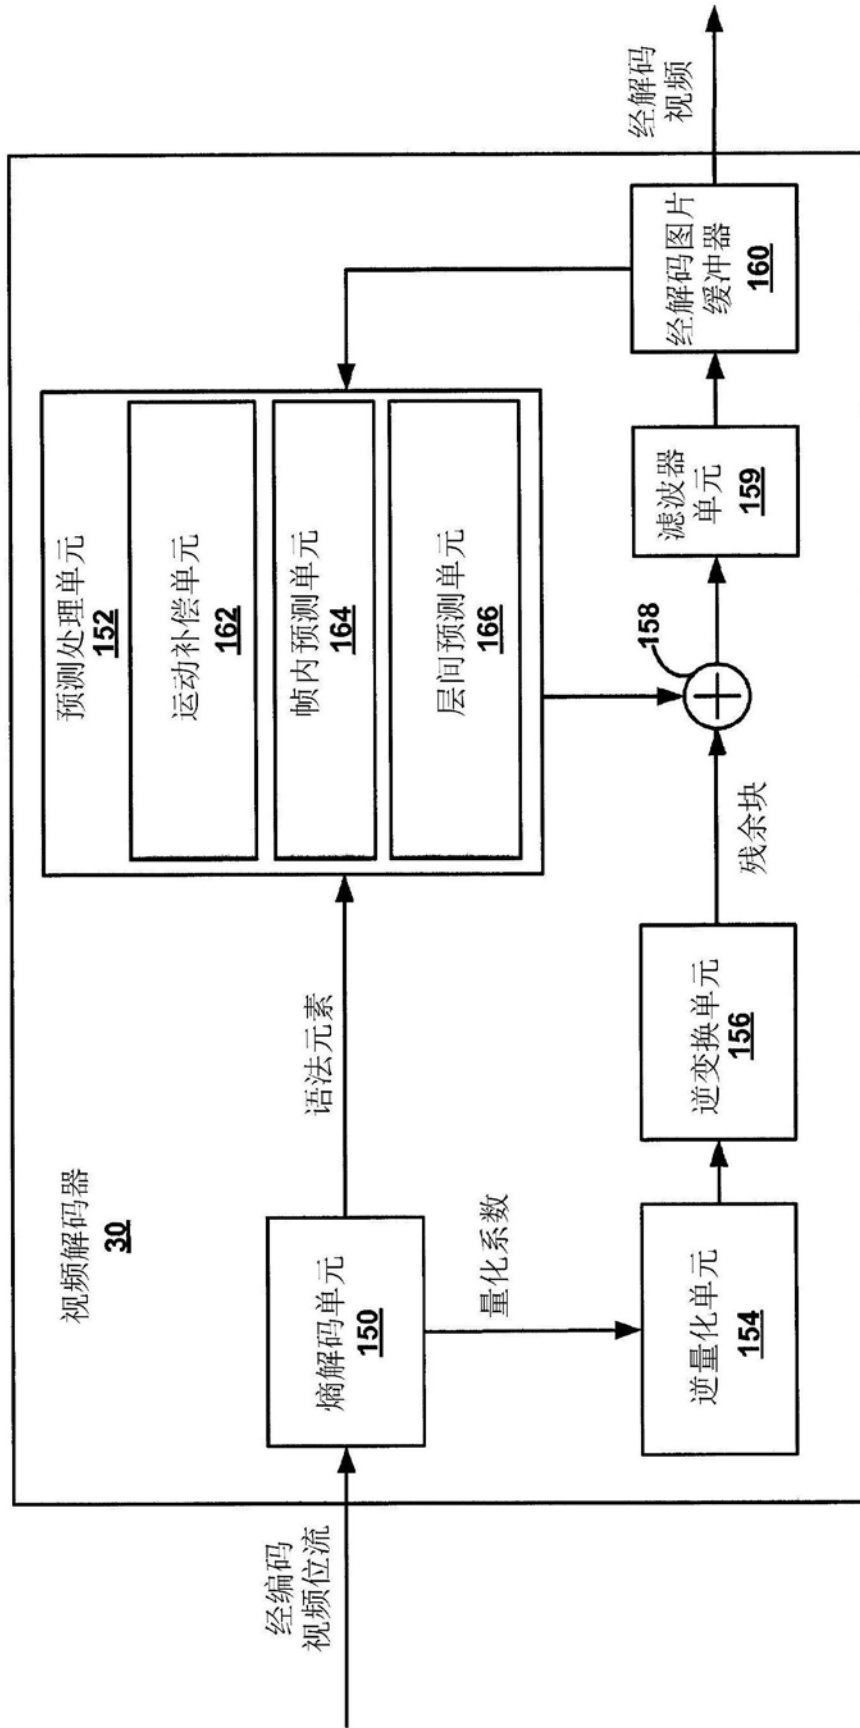 视频解码器
30
经编码
视频位流
熵解码单元
150
语法元素
量化系数
预测处理单元
152
运动补偿单元
162
帧内预测单元
164
层间预测单元
166
逆量化单元
154
逆变换单元
156
残余块
158
滤波器
单元
159
经解码图片
缓冲器
160
经解码
视频